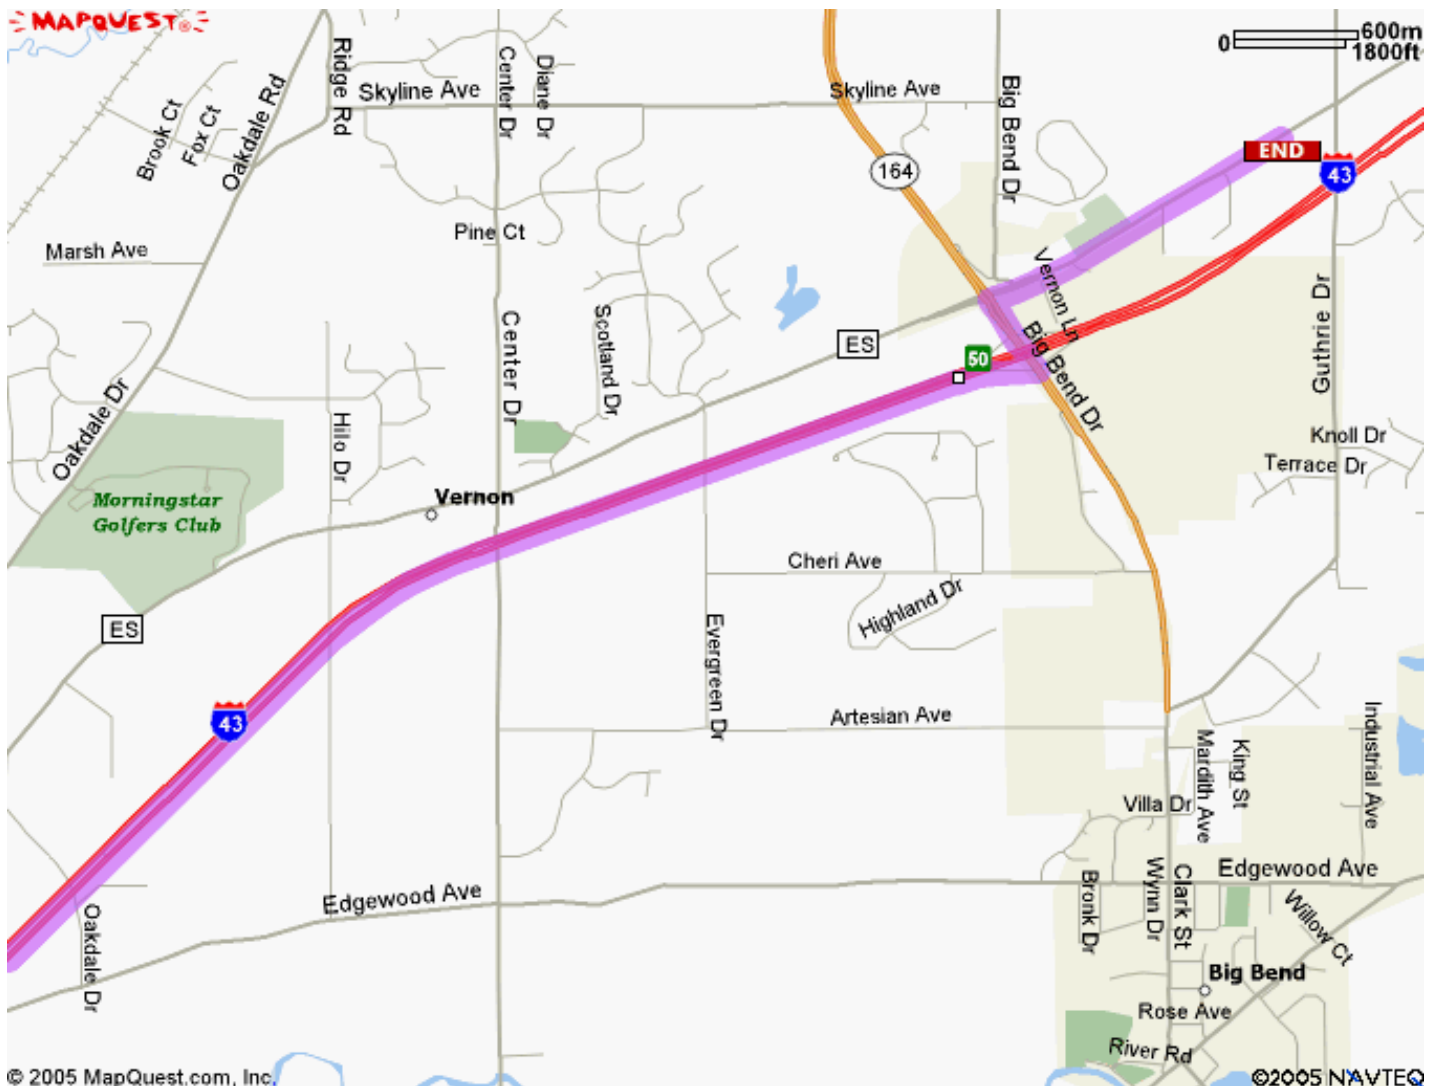 MAPQUEST®
600m
0
1800ft
Ridge Rd
Center Dr
Diane Dr
Skyline Ave
Skyline Ave
Big Bend Dr
Brook Ct
Fox Ct
Oakdale Rd
END
164
43
Pine Ct
Marsh Ave
Vernon Ln
Center Dr
Scotland Dr
ES
50
Big Bend Dr
Guthrie Dr
Oakdale Dr
Hilo Dr
Knoll Dr
Terrace Dr
Morningstar
Golfers Club
Vernon
Cheri Ave
Highland Dr
ES
Evergreen Dr
43
Artesian Ave
Industrial Ave
Mardith Ave
King St
Villa Dr
Edgewood Ave
Edgewood Ave
Bronk Dr
Wynn Dr
Clark St
Willow Ct
Oakdale Dr
Big Bend
Rose Ave
River Rd
© 2005 MapQuest.com, Inc.
©2005 NAVTEQ